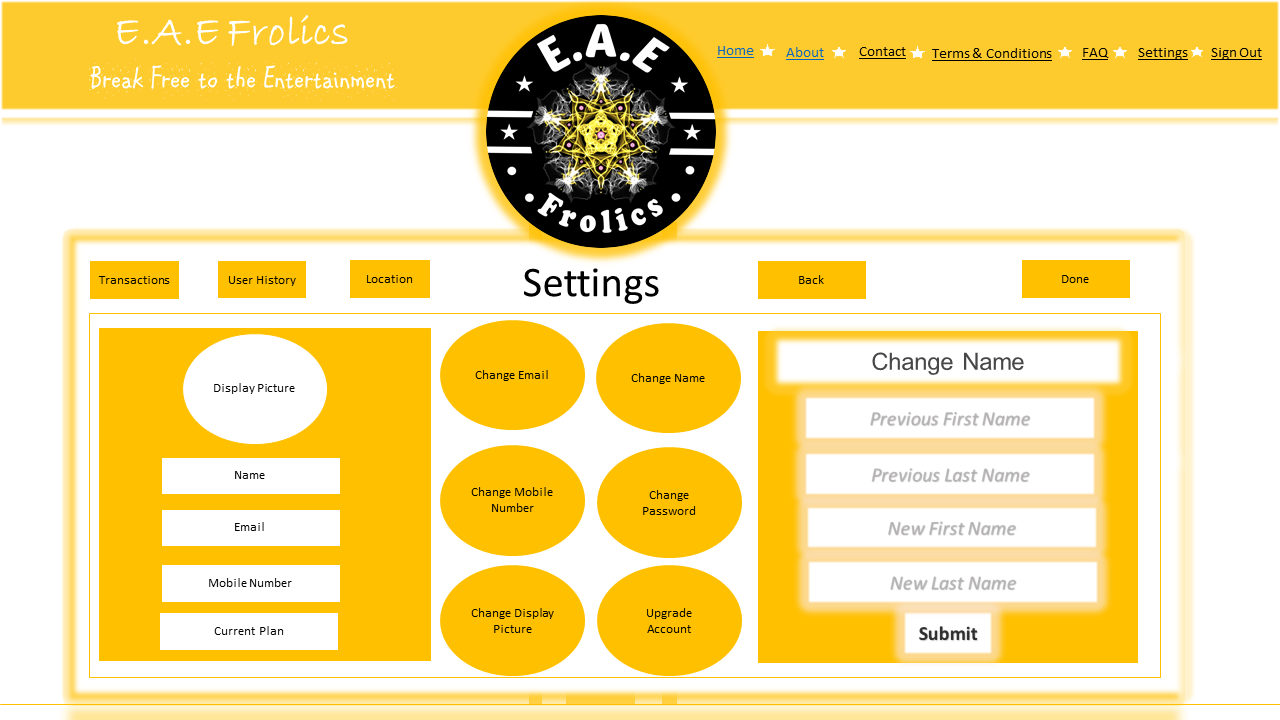 E.A.E Frolics
Break Free to the Entertainment
E.A.E
Frolics
Home About Contact Terms & Conditions FAQ Settings Sign Out
Transactions User History Location Settings Back Done
Display Picture
Name
Email
Mobile Number
Current Plan
Change Email
Change Name
Change Mobile
Number
Change
Password
Change Display
Picture
Upgrade
Account
Change Name
Previous First Name
Previous Last Name
New First Name
New Last Name
Submit